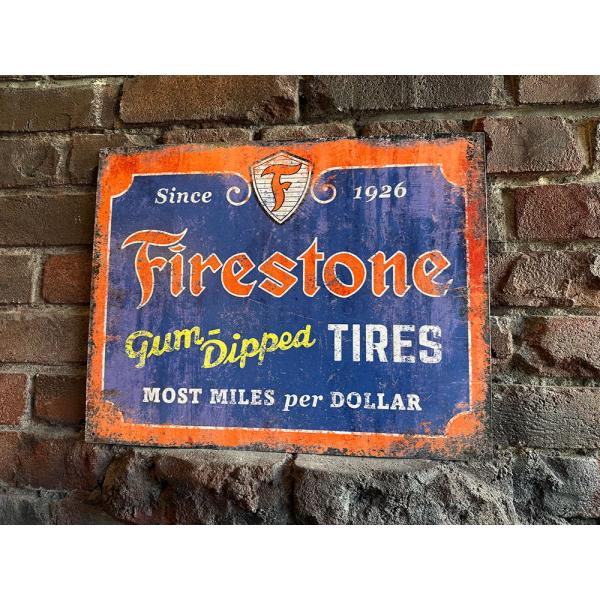 Since F 1926
Firestone
Gum-Dipped TIRES
MOST MILES per DOLLAR